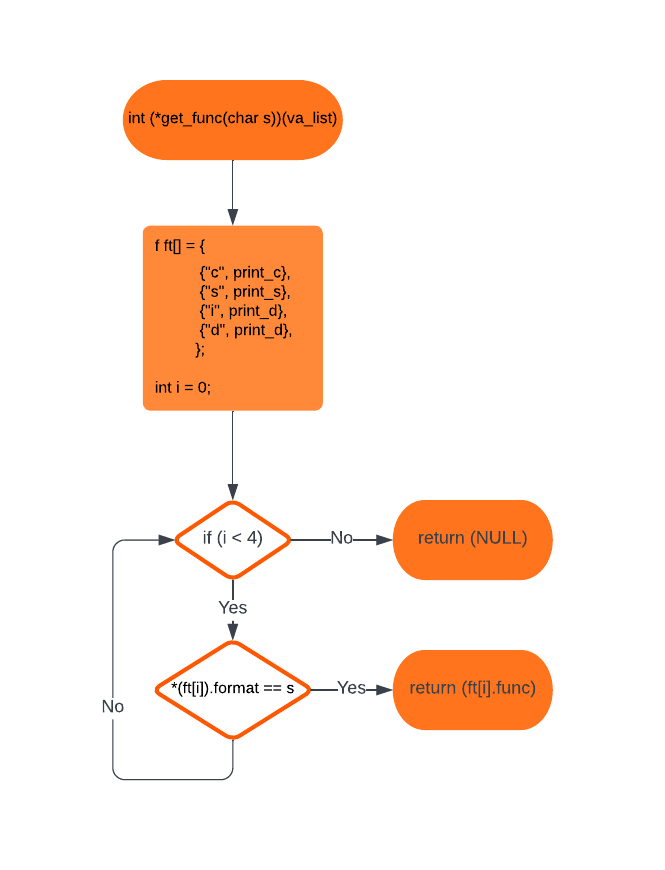 int (*get_func(char s))(va_list)
f ft[] = {
{"c", print_c},
{"s", print_s},
{"i", print_d},
{"d", print_d},
};
int i = 0;
if (i < 4)
No
return (NULL)
Yes
*(ft[i]).format == s
Yes
return (ft[i].func)
No